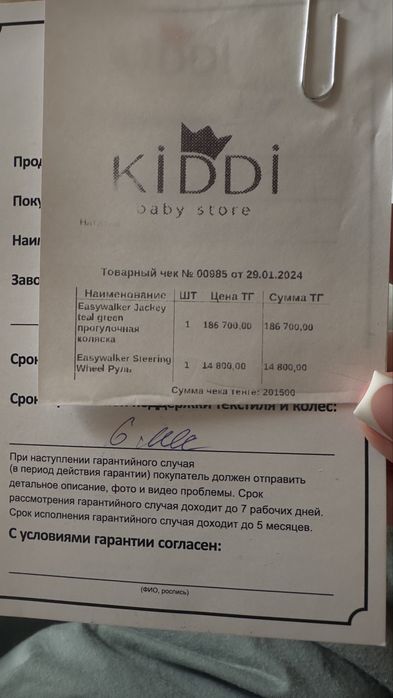 KiDDi
baby store
Товарный чек № 00985 от 29.01.2024
Наименование ШТ Цена ТГ Сумма ТГ
Easywalker Jackey
teal green
прогулочная
коляска
1 186 700,00 186 700,00
Easywalker Steering
Wheel Руль
1 14 800,00 14 800,00
Сумма чека тенге: 201500
Прод
Поку
Наи
Заво
Срок
Срок поддержки текстиля и колес:
6 мес
При наступлении гарантийного случая
(в период действия гарантии) покупатель должен отправить
детальное описание, фото и видео проблемы. Срок
рассмотрения гарантийного случая доходит до 7 рабочих дней.
Срок исполнения гарантийного случая доходит до 5 месяцев.
С условиями гарантии согласен:
(ФИО, роспись)